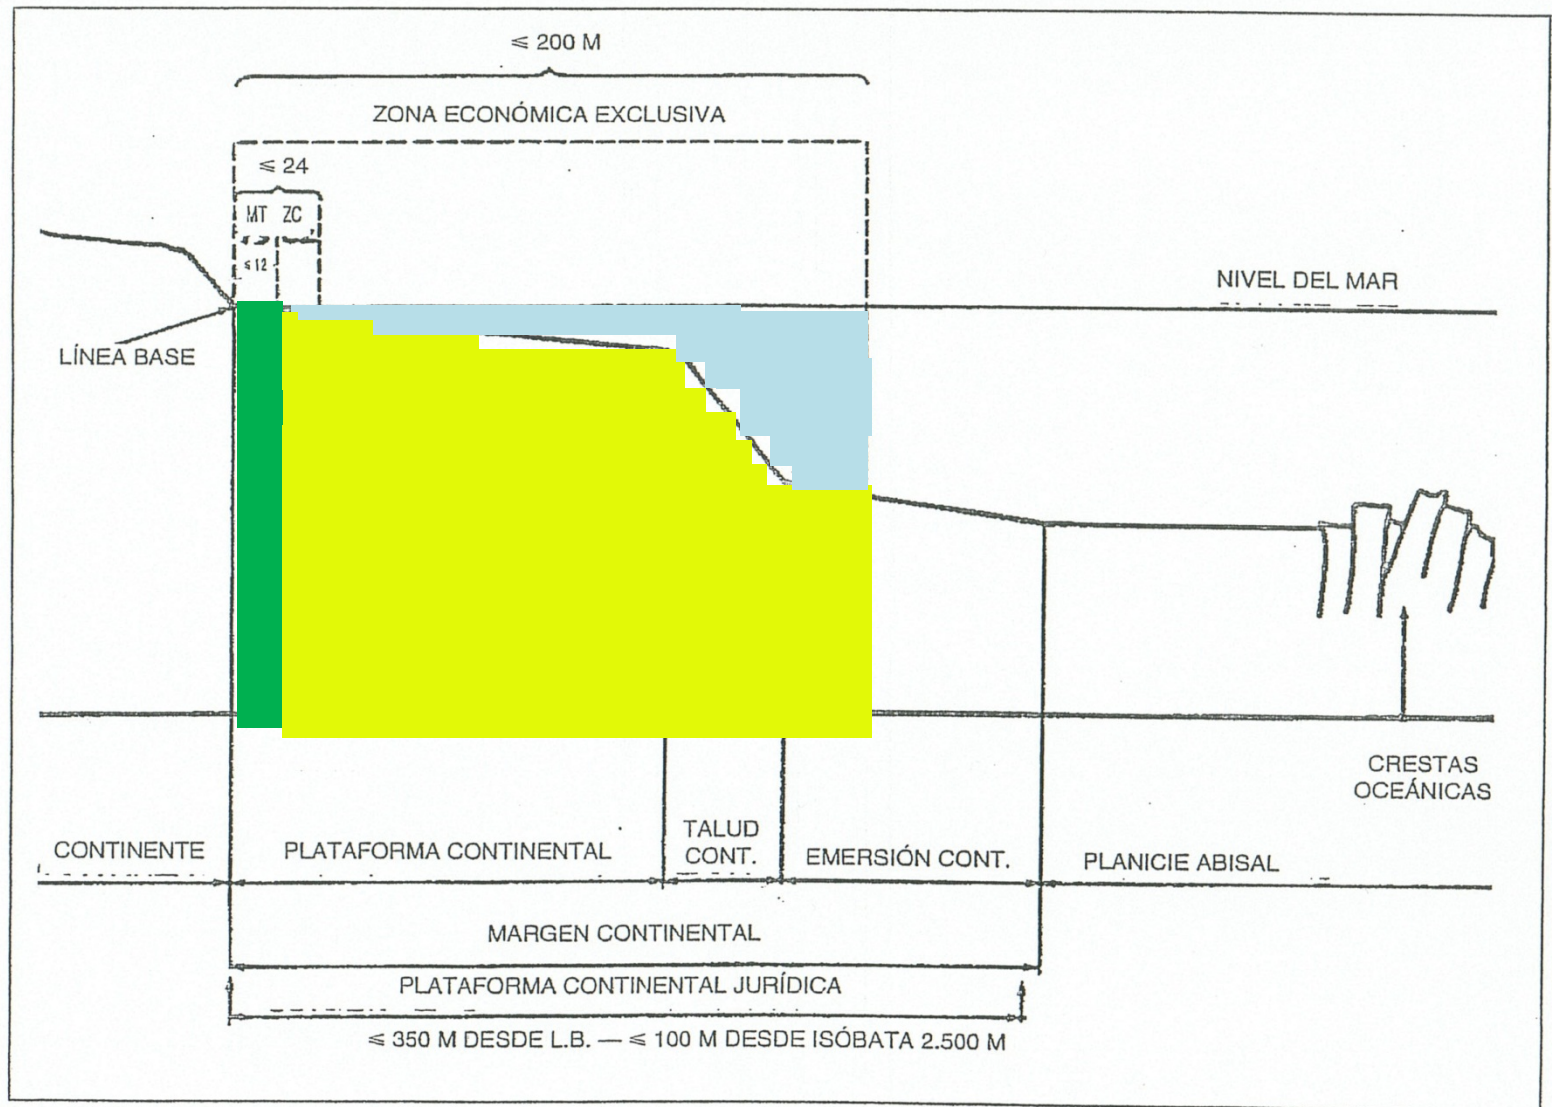 ≤ 200 M
ZONA ECONÓMICA EXCLUSIVA
≤ 24
MT ZC
≤ 12
NIVEL DEL MAR
LÍNEA BASE
CRESTAS
OCEÁNICAS
CONTINENTE
PLATAFORMA CONTINENTAL
TALUD
CONT.
EMERSIÓN CONT.
PLANICIE ABISAL
MARGEN CONTINENTAL
PLATAFORMA CONTINENTAL JURÍDICA
≤ 350 M DESDE L.B. — ≤ 100 M DESDE ISÓBATA 2.500 M